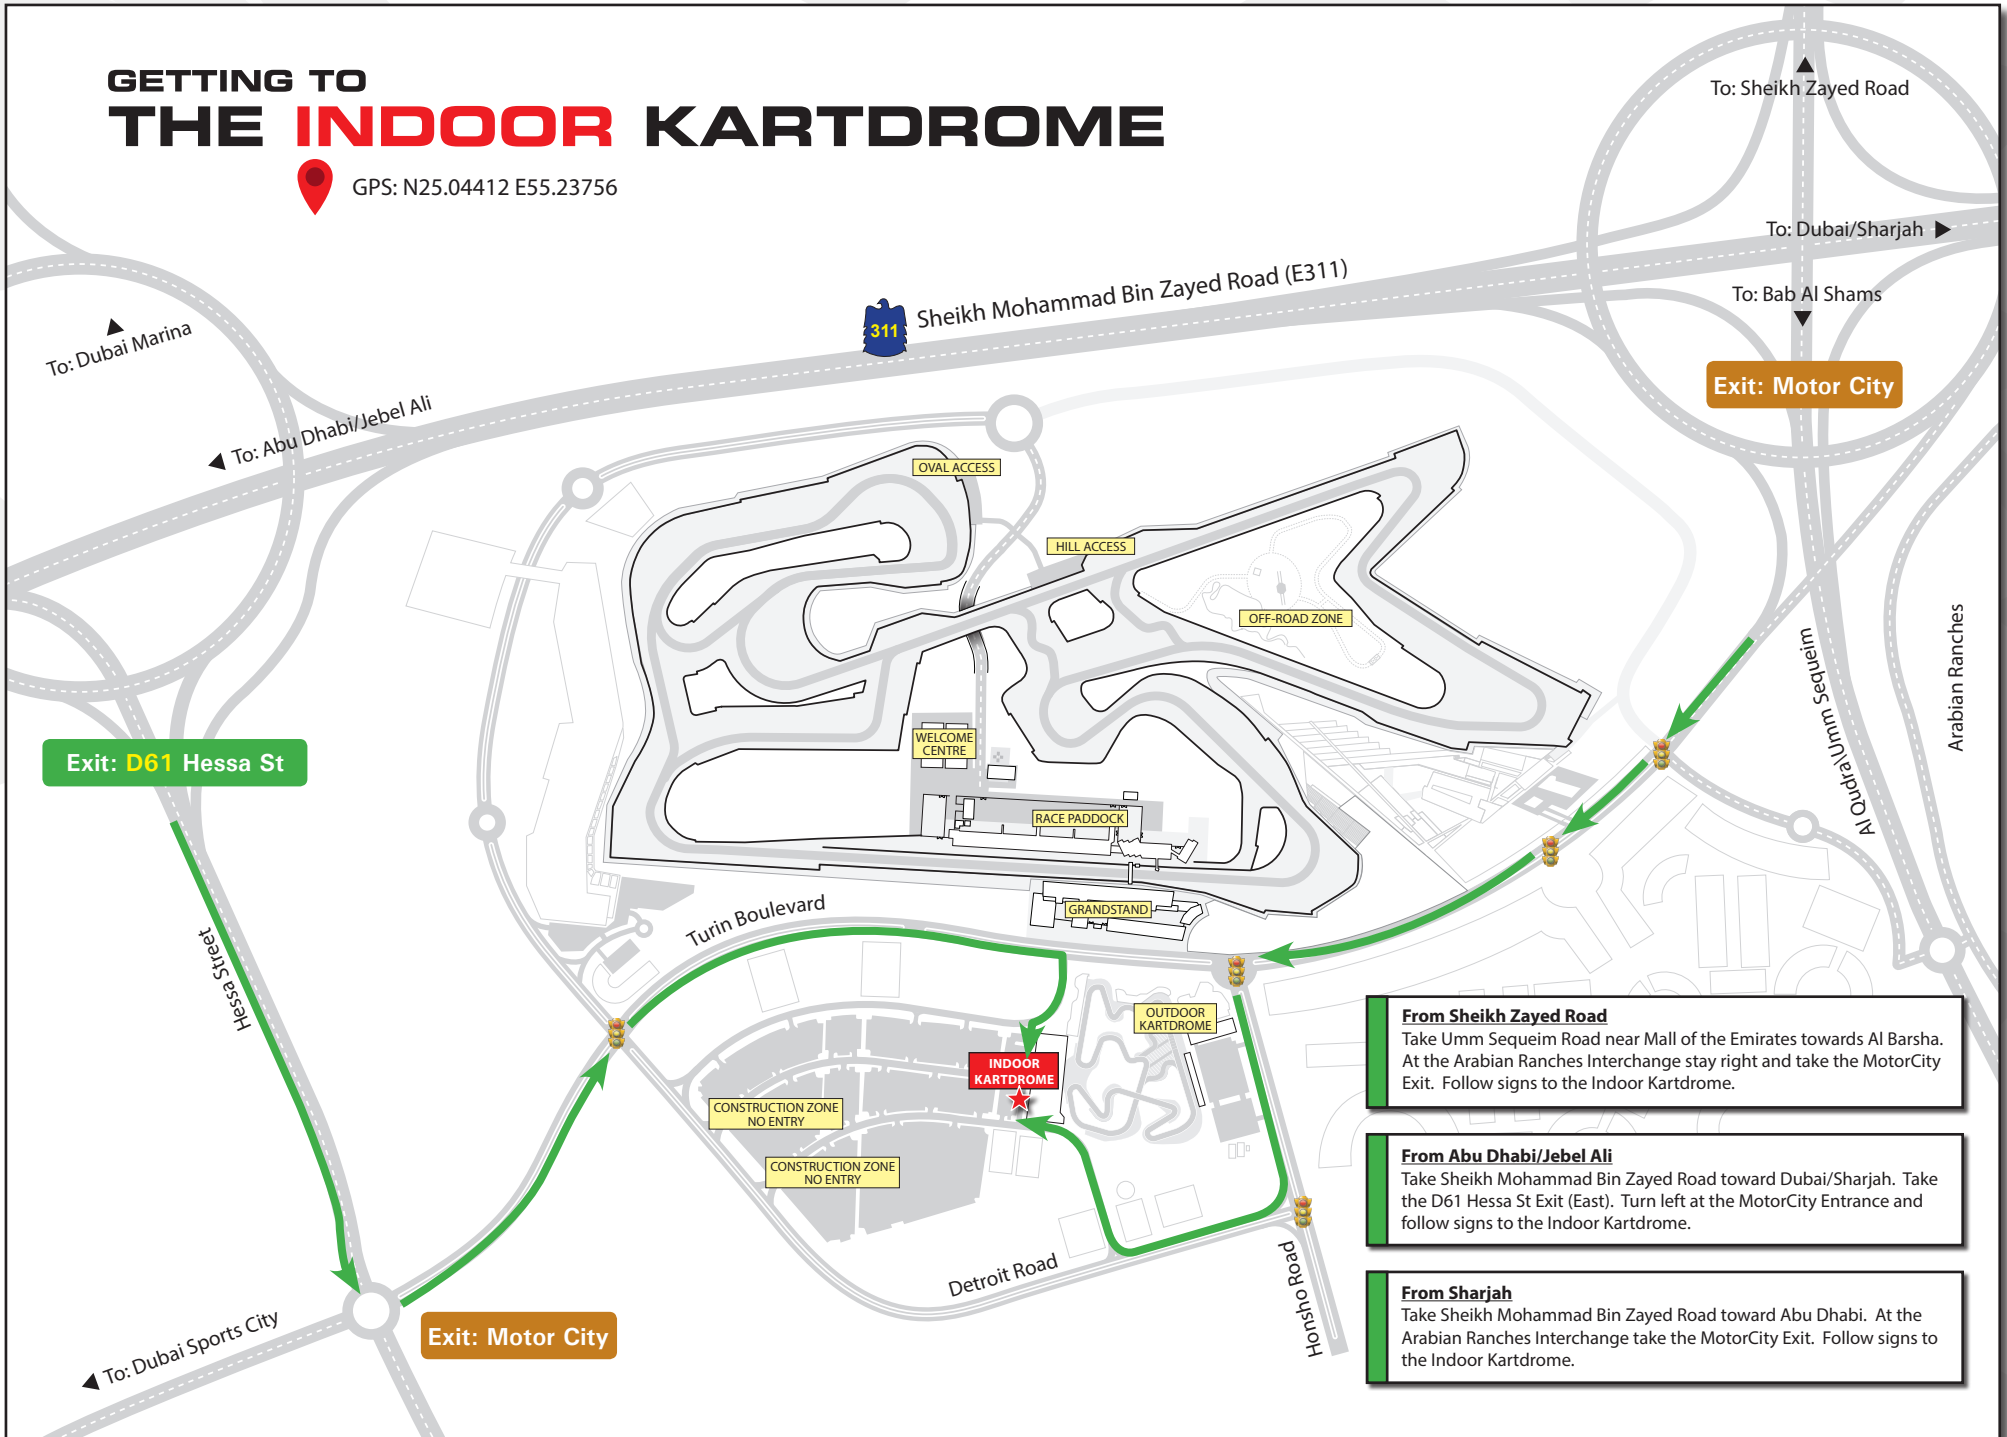 GETTING TO
THE INDOOR KARTDROME
GPS: N25.04412 E55.23756
To: Sheikh Zayed Road
To: Dubai/Sharjah
To: Bab Al Shams
Exit: Motor City
Sheikh Mohammad Bin Zayed Road (E311)
311
To: Dubai Marina
To: Abu Dhabi/Jebel Ali
OVAL ACCESS
HILL ACCESS
OFF-ROAD ZONE
Arabian Ranches
Al Qudra\Umm Sequeim
Exit: D61 Hessa St
WELCOME
CENTRE
RACE PADDOCK
GRANDSTAND
Turin Boulevard
Hessa Street
OUTDOOR
KARTDROME
INDOOR
KARTDROME
CONSTRUCTION ZONE
NO ENTRY
CONSTRUCTION ZONE
NO ENTRY
Detroit Road
Honsho Road
To: Dubai Sports City
Exit: Motor City
From Sheikh Zayed Road
Take Umm Sequeim Road near Mall of the Emirates towards Al Barsha.
At the Arabian Ranches Interchange stay right and take the MotorCity
Exit. Follow signs to the Indoor Kartdrome.
From Abu Dhabi/Jebel Ali
Take Sheikh Mohammad Bin Zayed Road toward Dubai/Sharjah. Take
the D61 Hessa St Exit (East). Turn left at the MotorCity Entrance and
follow signs to the Indoor Kartdrome.
From Sharjah
Take Sheikh Mohammad Bin Zayed Road toward Abu Dhabi. At the
Arabian Ranches Interchange take the MotorCity Exit. Follow signs to
the Indoor Kartdrome.